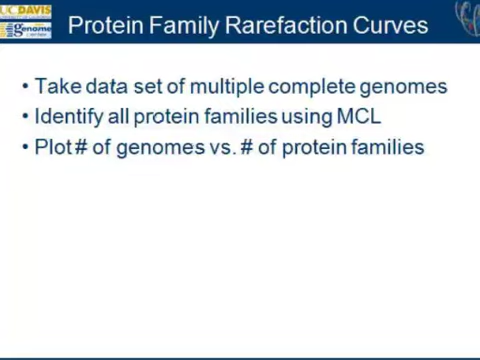 UC DAVIS
Protein Family Rarefaction Curves
genome
• Take data set of multiple complete genomes
• Identify all protein families using MCL
• Plot # of genomes vs. # of protein families